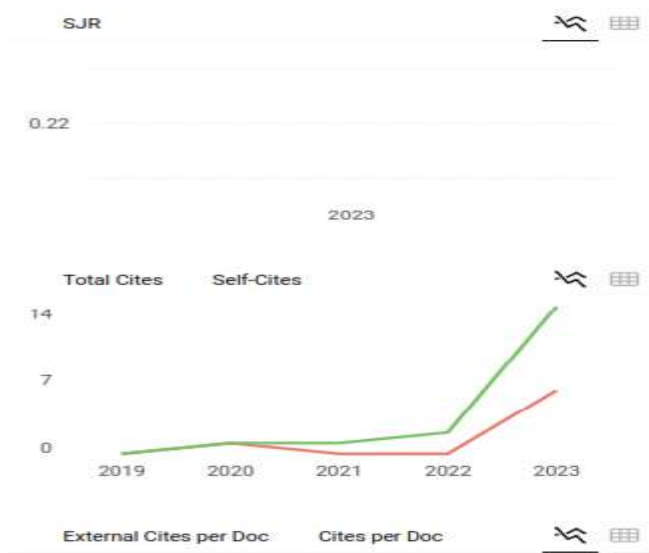 SJR
0.22
2023
Total Cites Self-Cites
14
7
0
2019 2020 2021 2022 2023
External Cites per Doc Cites per Doc